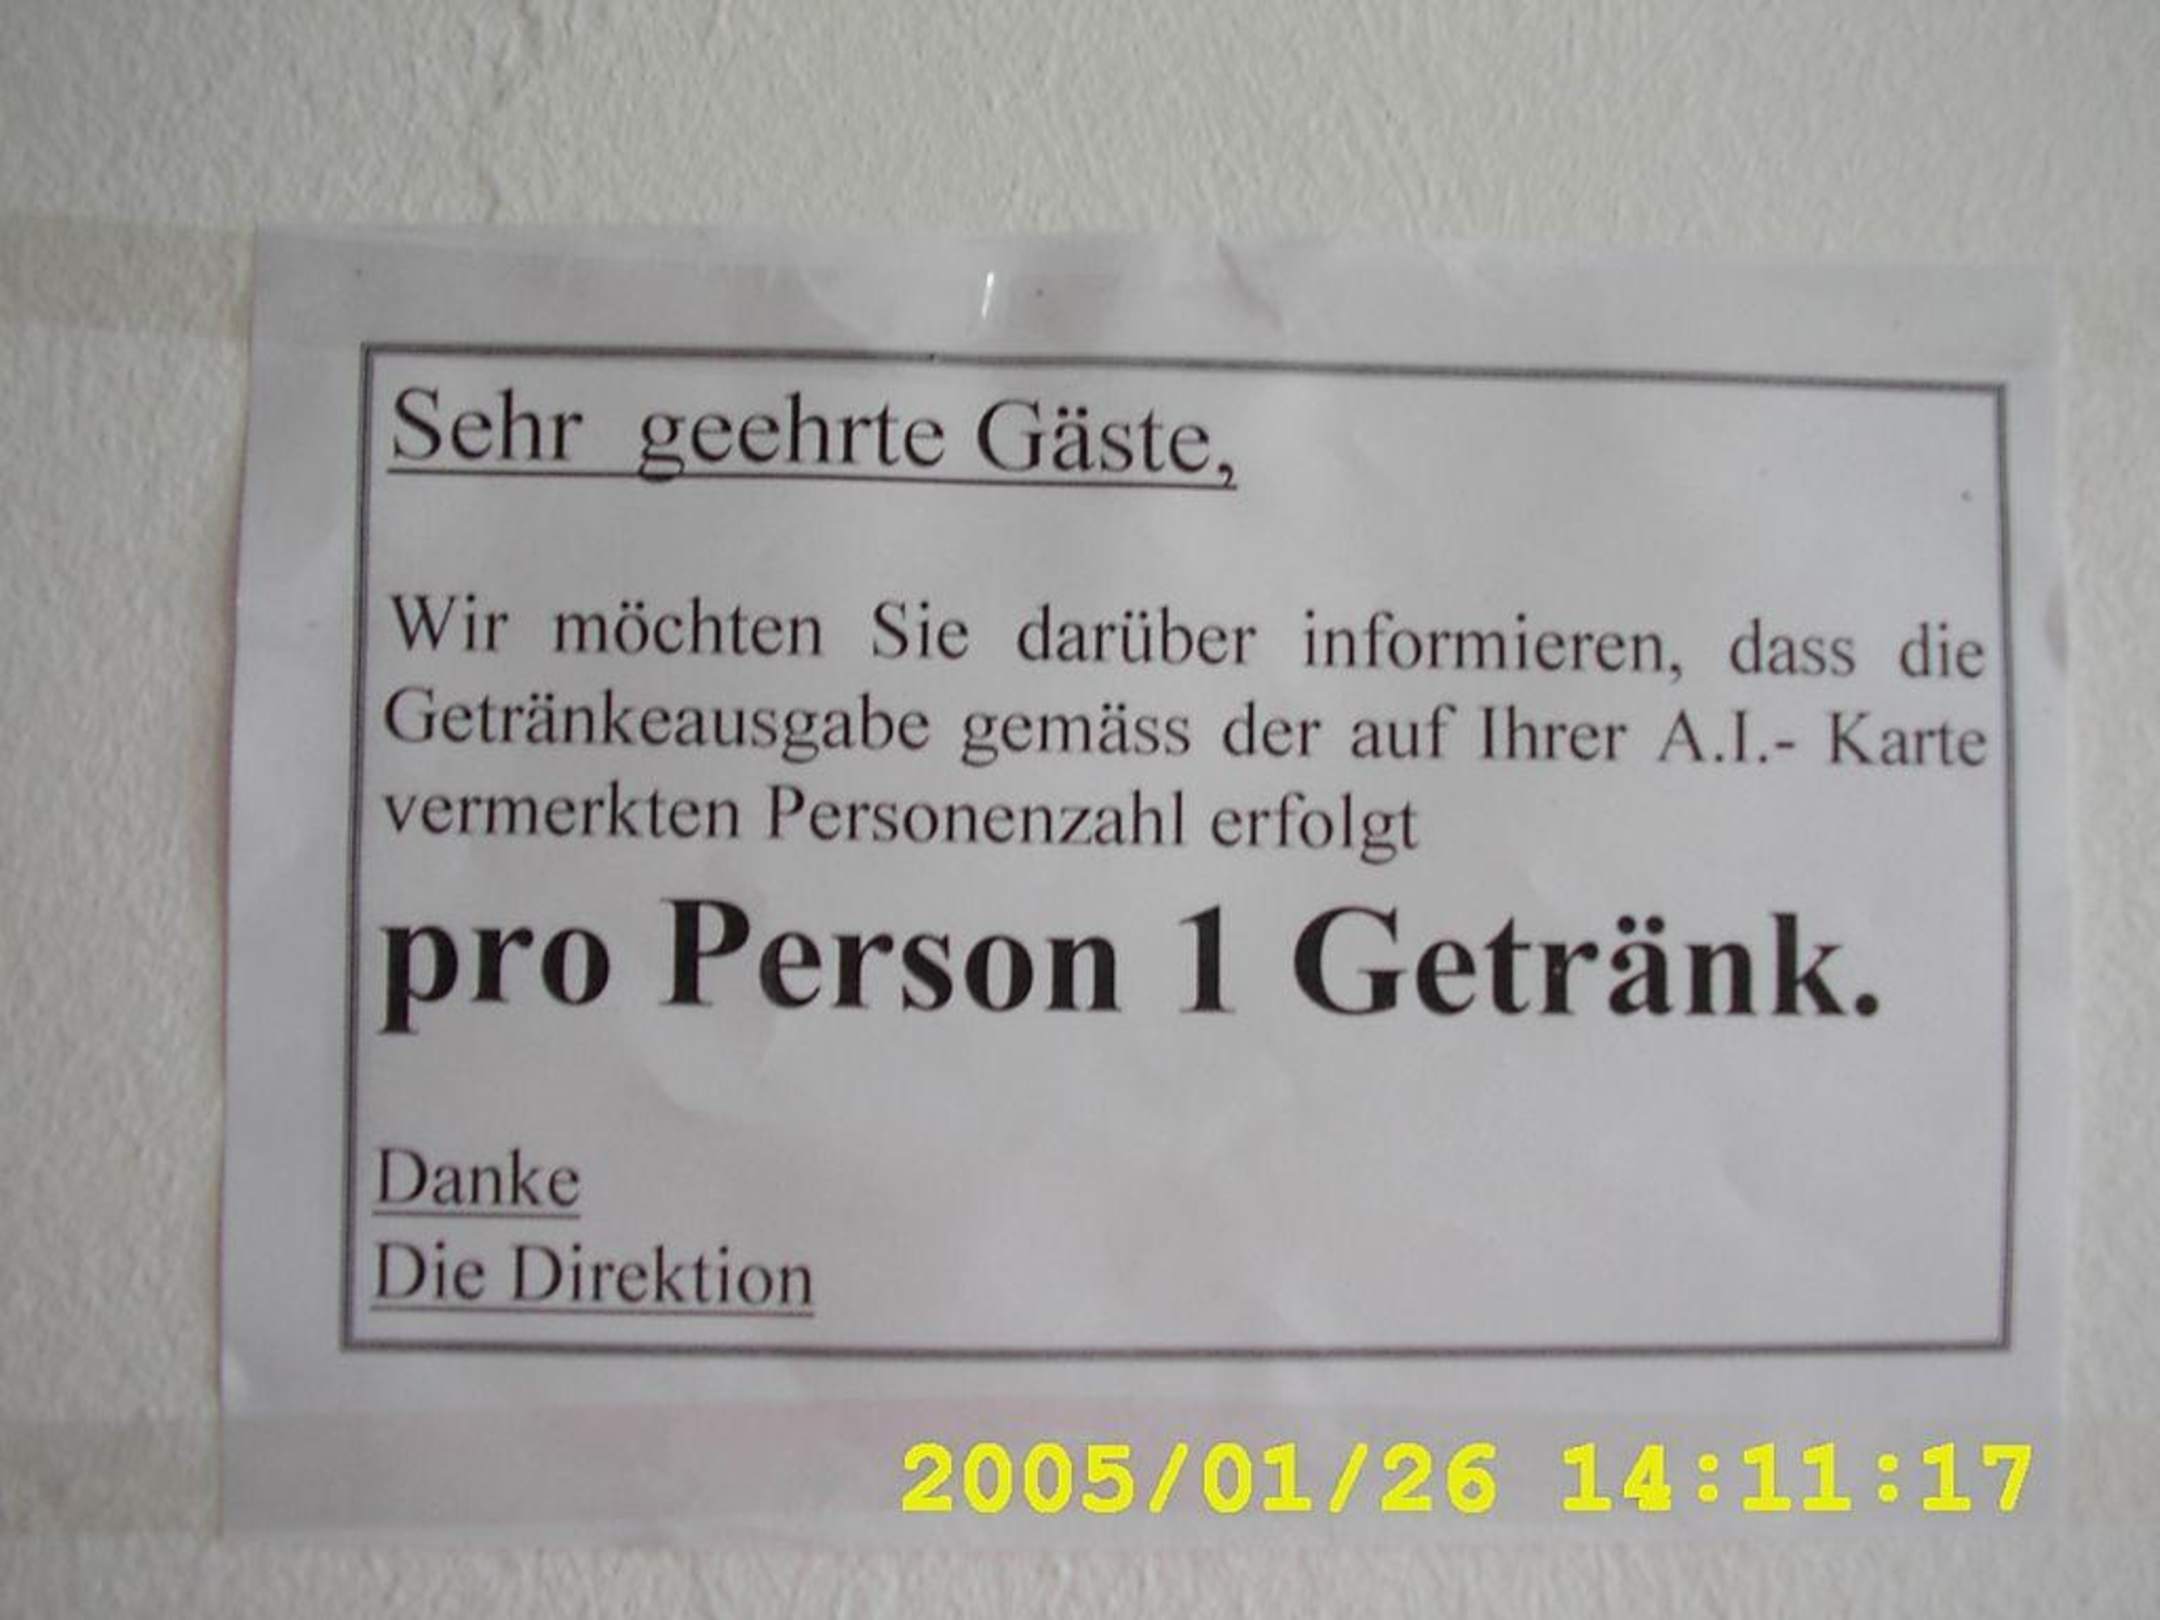 Sehr geehrte Gäste,
Wir möchten Sie darüber informieren, dass die
Getränkeausgabe gemäss der auf Ihrer A.I.- Karte
vermerkten Personenzahl erfolgt
pro Person 1 Getränk.
Danke
Die Direktion
2005/01/26 14:11:17